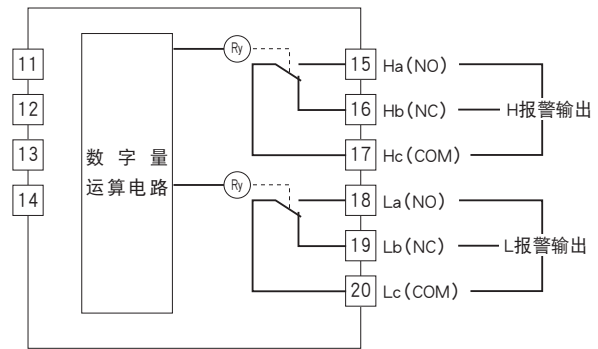 11
12
13
14
数字量
运算电路
Ry
15 Ha(NO)
16 Hb(NC)
17 Hc(COM)
H报警输出
Ry
18 La(NO)
19 Lb(NC)
20 Lc(COM)
L报警输出